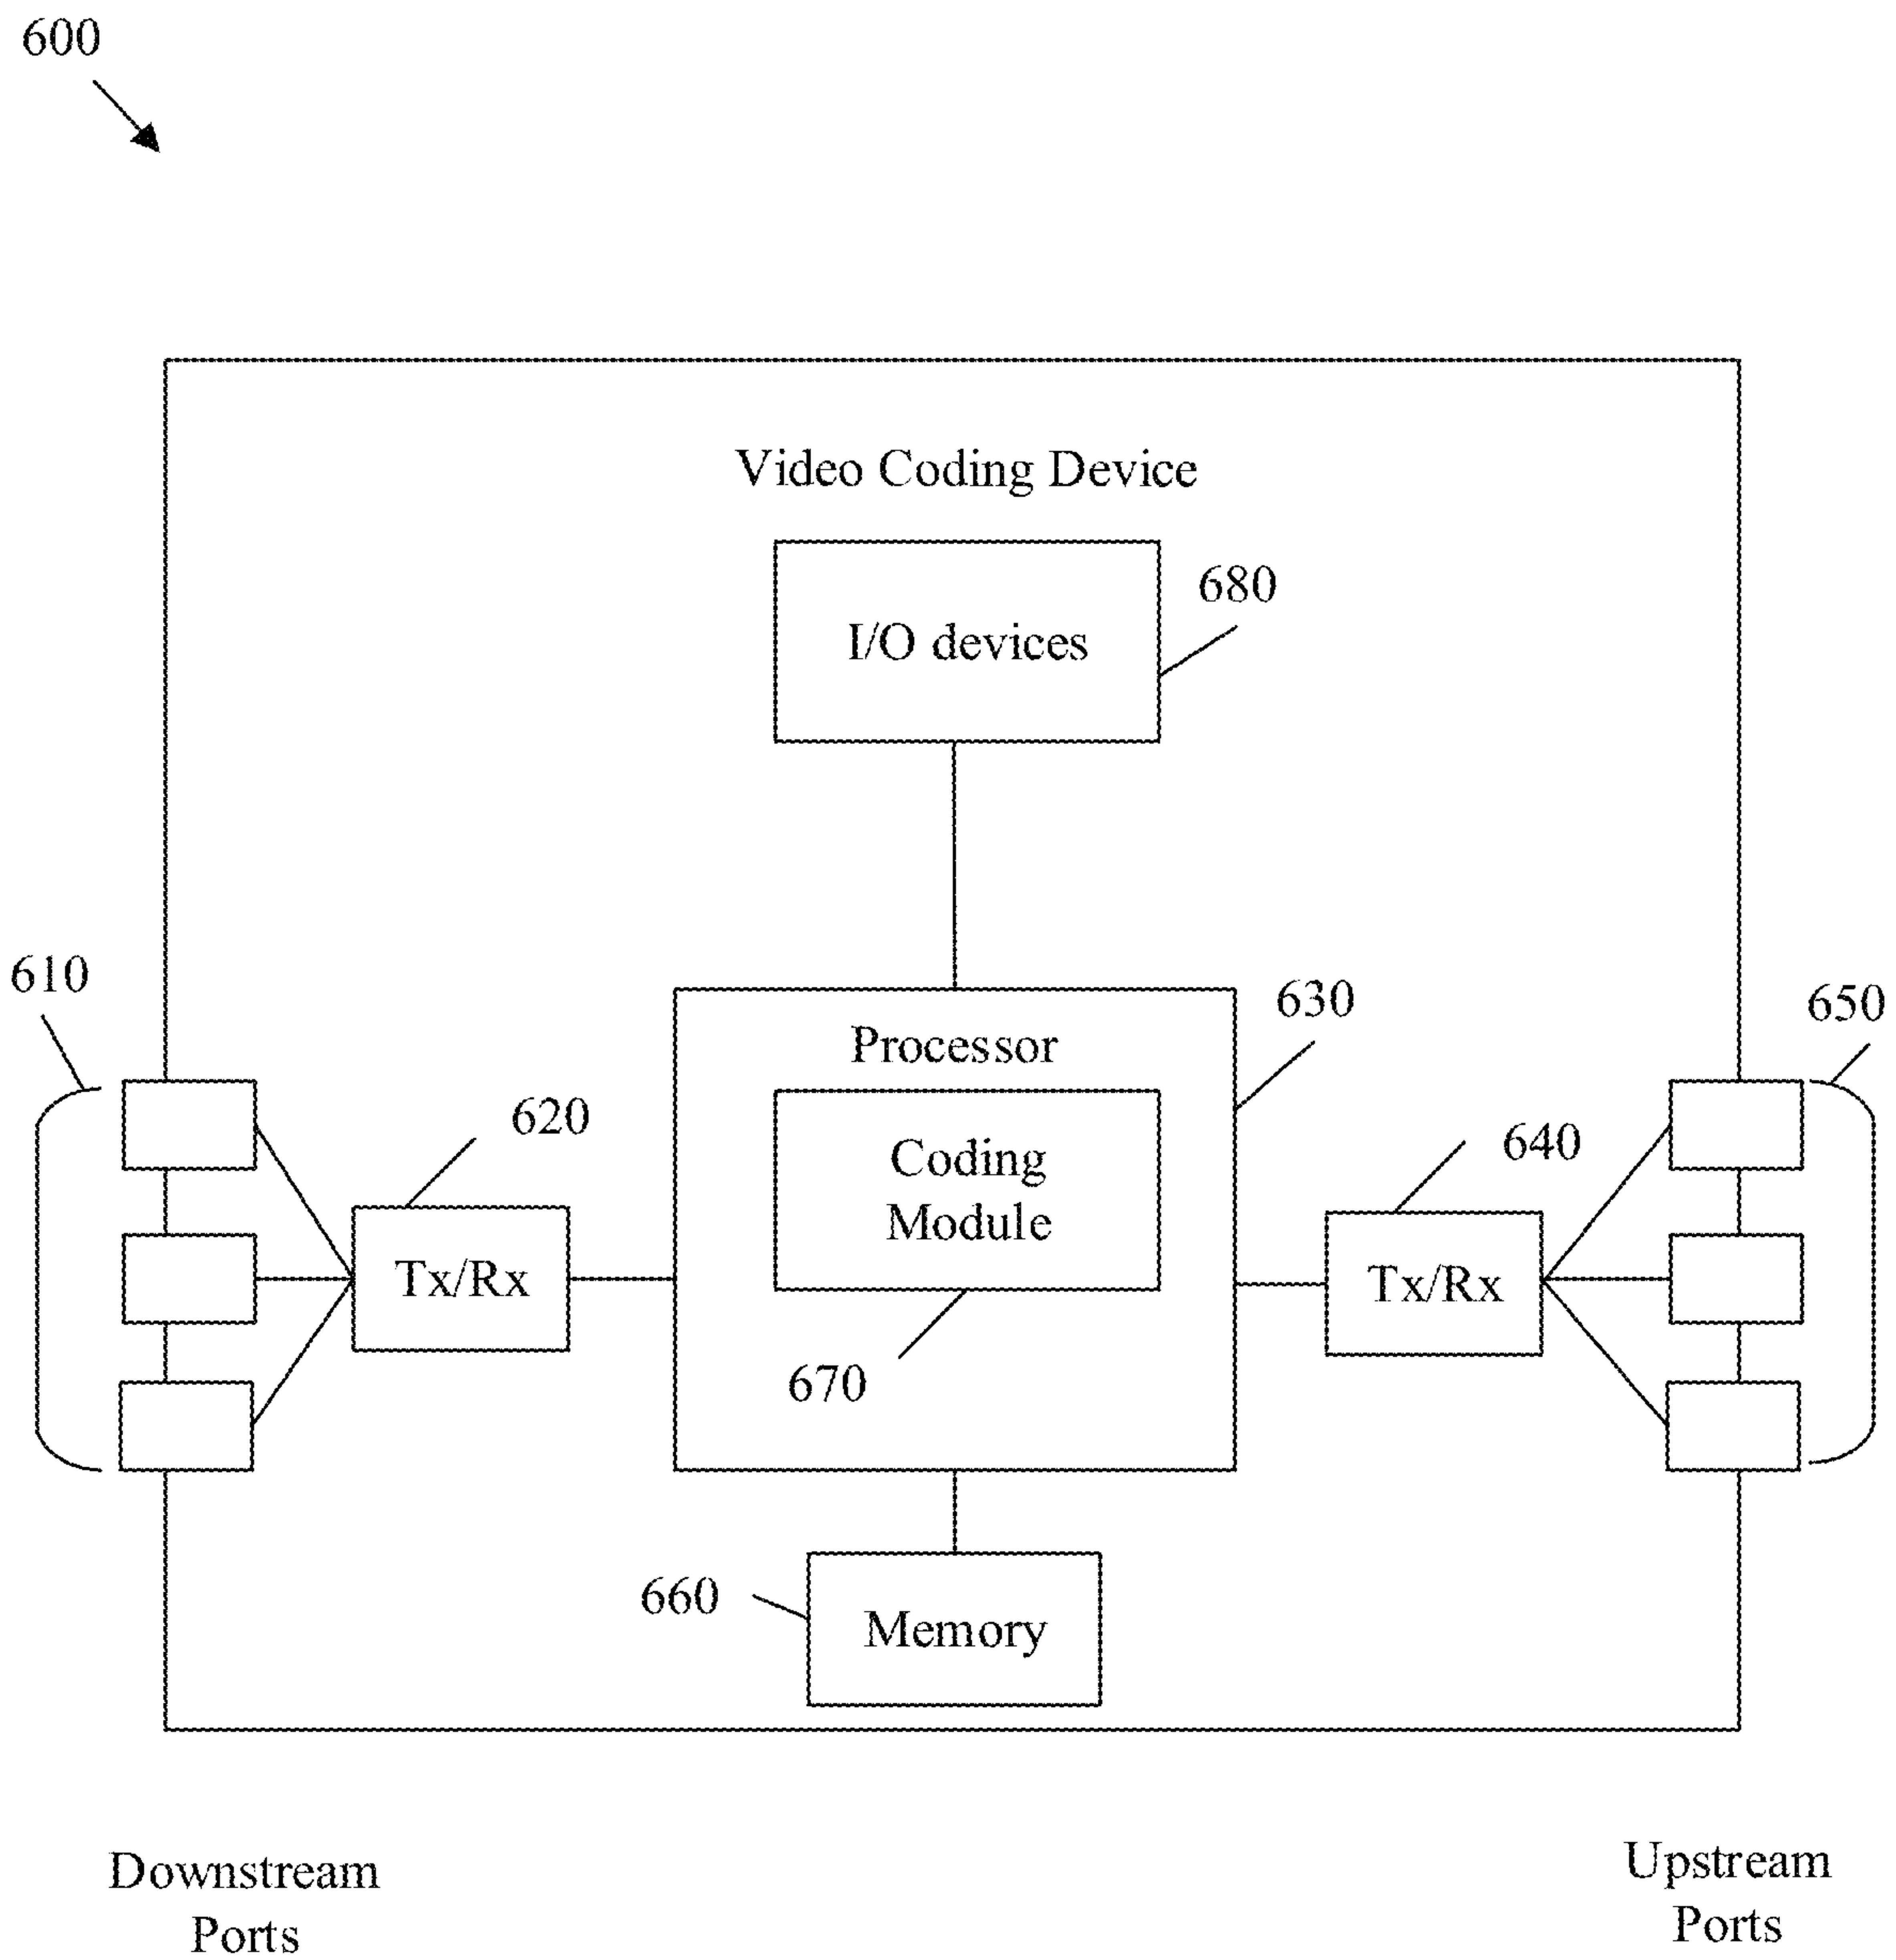 600
Video Coding Device
I/O devices
680
610
Processor
630
650
620
Coding
Module
640
Tx/Rx
Tx/Rx
670
660
Memory
Downstream
Ports
Upstream
Ports